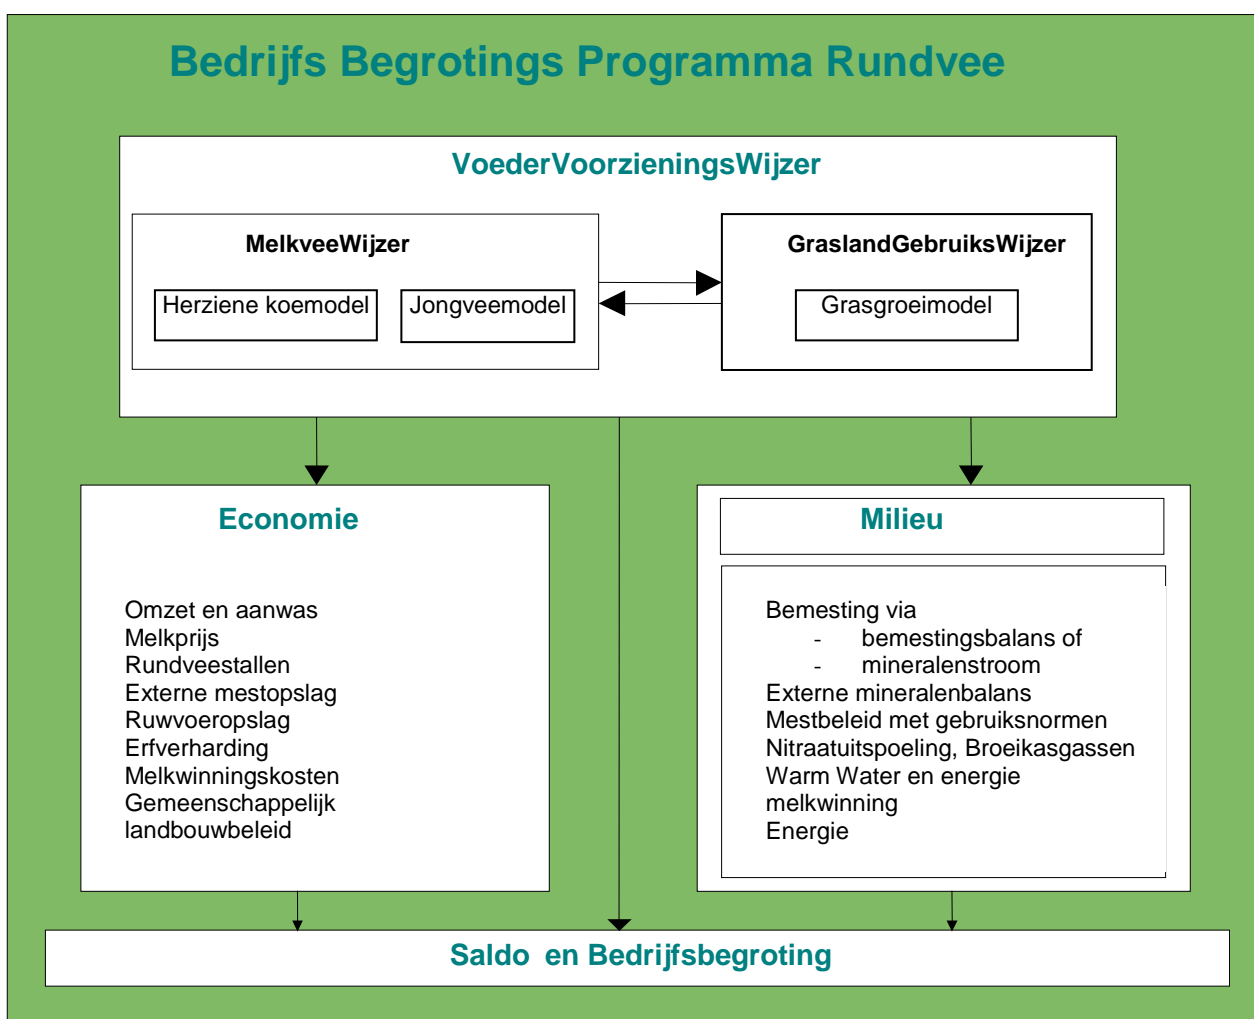 Bedrijfs Begrotings Programma Rundvee
VoederVoorzieningsWijzer
MelkveeWijzer
Herziene koemodel
Jongveemodel
GraslandGebruiksWijzer
Grasgroeimodel
Economie
Omzet en aanwas
Melkprijs
Rundveestallen
Externe mestopslag
Ruwvoeropslag
Erfverharding
Melkwinningskosten
Gemeenschappelijk
landbouwbeleid
Milieu
Bemesting via
- bemestingsbalans of
- mineralenstroom
Externe mineralenbalans
Mestbeleid met gebruiksnormen
Nitraatuitspoeling, Broeikasgassen
Warm Water en energie
melkwinning
Energie
Saldo en Bedrijfsbegroting